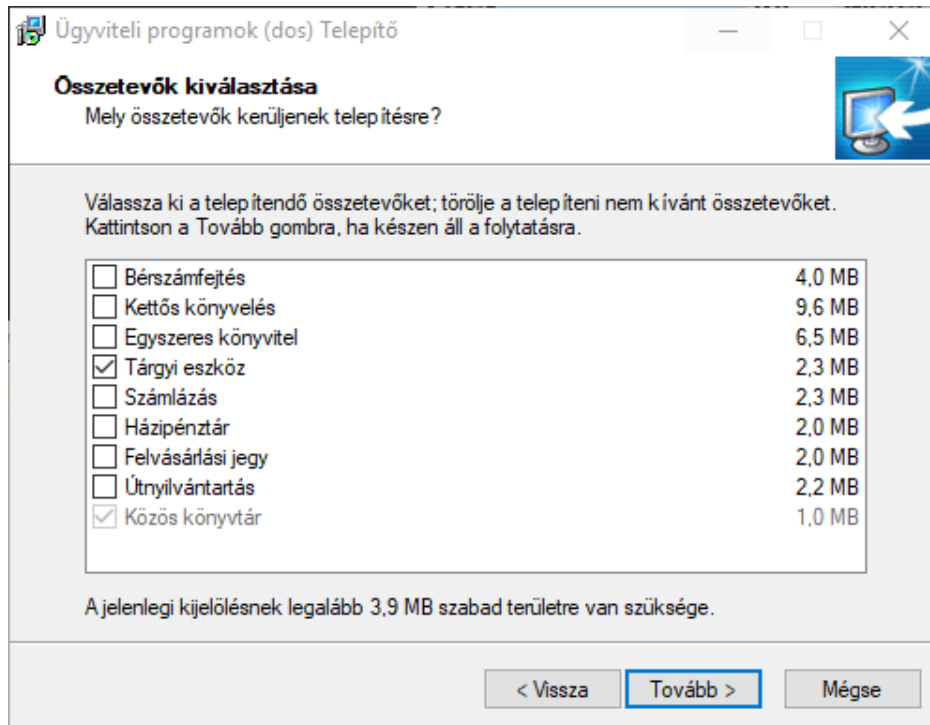 Ügyviteli programok (dos) Telepítő
Összetevők kiválasztása
Mely összetevők kerüljenek telepítésre?
Válassza ki a telepítendő összetevőket; törölje a telepíteni nem kívánt összetevőket.
Kattintson a Tovább gombra, ha készen áll a folytatásra.
Bérszámfejtés 4,0 MB
Kettős könyvelés 9,6 MB
Egyszeres könyvitel 6,5 MB
Tárgyi eszköz 2,3 MB
Számlázás 2,3 MB
Házipénztár 2,0 MB
Felvásárlási jegy 2,0 MB
Útnyilvántartás 2,2 MB
Közös könyvtár 1,0 MB
A jelenlegi kijelölésnek legalább 3,9 MB szabad területre van szüksége.
< Vissza Tovább > Mégse